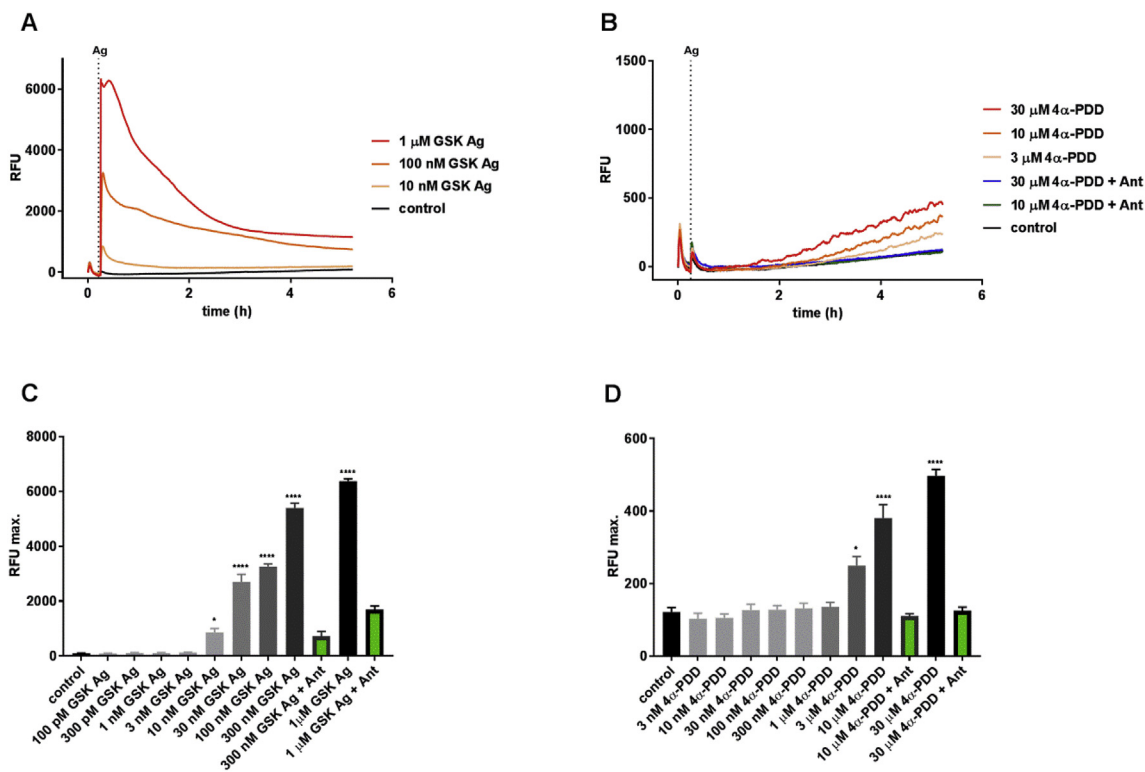 A
Ag
RFU
6000
4000
2000
0
0
2
4
6
time (h)
1 μM GSK Ag
100 nM GSK Ag
10 nM GSK Ag
control
B
Ag
RFU
1500
1000
500
0
0
2
4
6
time (h)
30 μM 4α-PDD
10 μM 4α-PDD
3 μM 4α-PDD
30 μM 4α-PDD + Ant
10 μM 4α-PDD + Ant
control
C
RFU max.
8000
6000
4000
2000
0
*
****
****
****
****
control
100 pM GSK Ag
300 pM GSK Ag
1 nM GSK Ag
3 nM GSK Ag
10 nM GSK Ag
30 nM GSK Ag
100 nM GSK Ag
300 nM GSK Ag
300 nM GSK Ag + Ant
1μM GSK Ag
1 μM GSK Ag + Ant
D
RFU max.
600
400
200
0
*
****
****
control
3 nM 4α-PDD
10 nM 4α-PDD
30 nM 4α-PDD
100 nM 4α-PDD
300 nM 4α-PDD
1 μM 4α-PDD
3 μM 4α-PDD
10 μM 4α-PDD
10 μM 4α-PDD + Ant
30 μM 4α-PDD
30 μM 4α-PDD + Ant